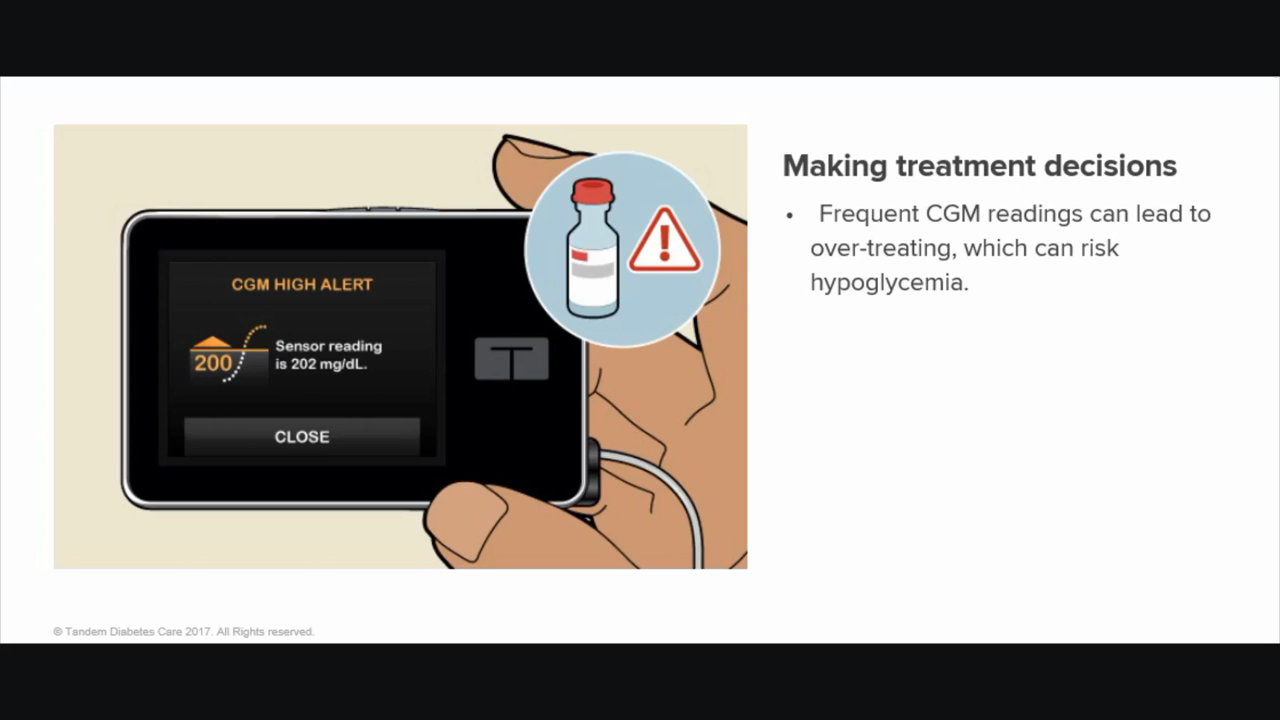 Making treatment decisions
• Frequent CGM readings can lead to
over-treating, which can risk
hypoglycemia.
CGM HIGH ALERT
200
Sensor reading
is 202 mg/dL.
CLOSE
© Tandem Diabetes Care 2017. All Rights reserved.